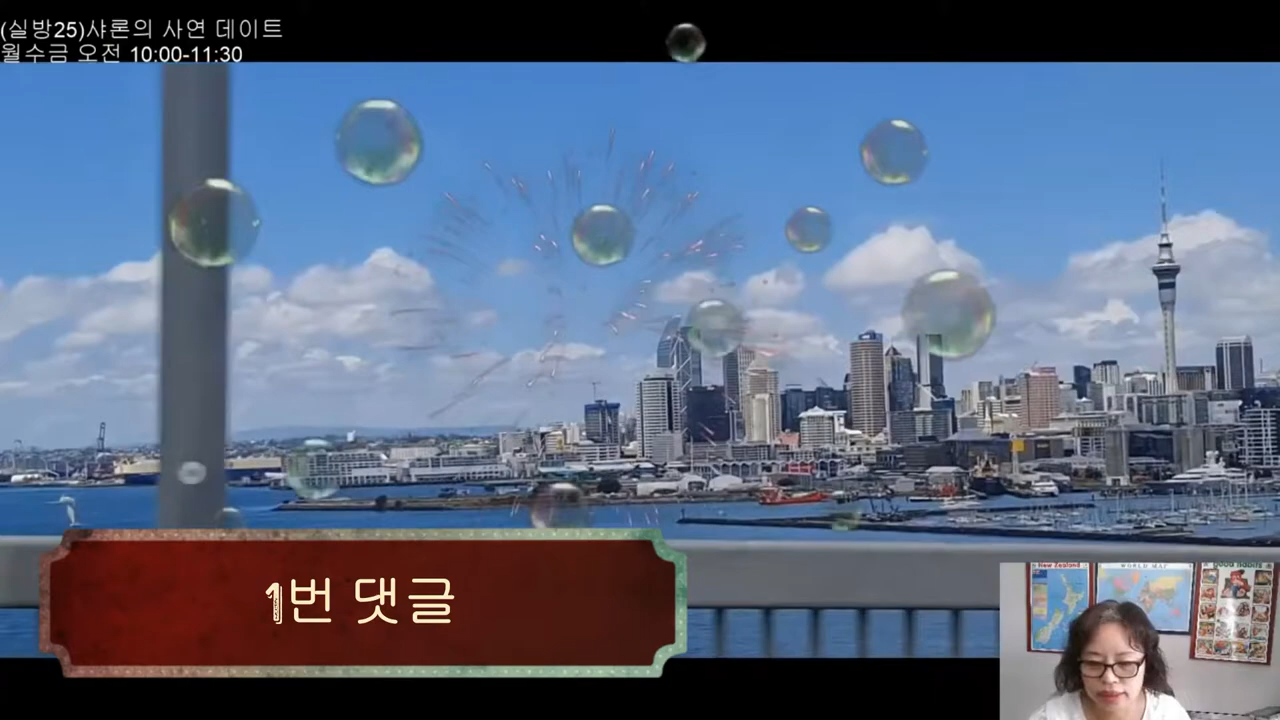 (실방25)샤론의 사연 데이트
월수금 오전 10:00-11:30
1번 댓글
New Zealand
WORLD MAP
good habits